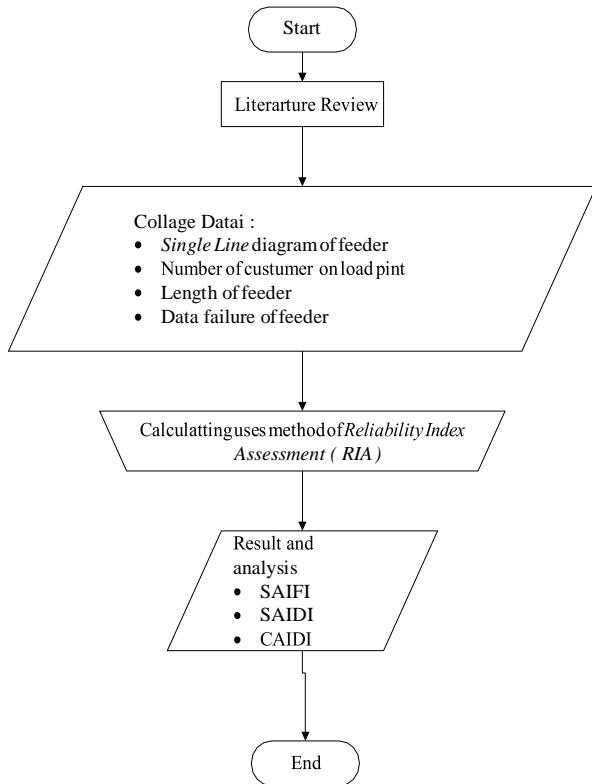 Start
Literarture Review
Collage Datai :
• Single Line diagram of feeder
• Number of custumer on load pint
• Length of feeder
• Data failure of feeder
Calculatting uses method of Reliability Index
Assessment ( RIA )
Result and
analysis
• SAIFI
• SAIDI
• CAIDI
End